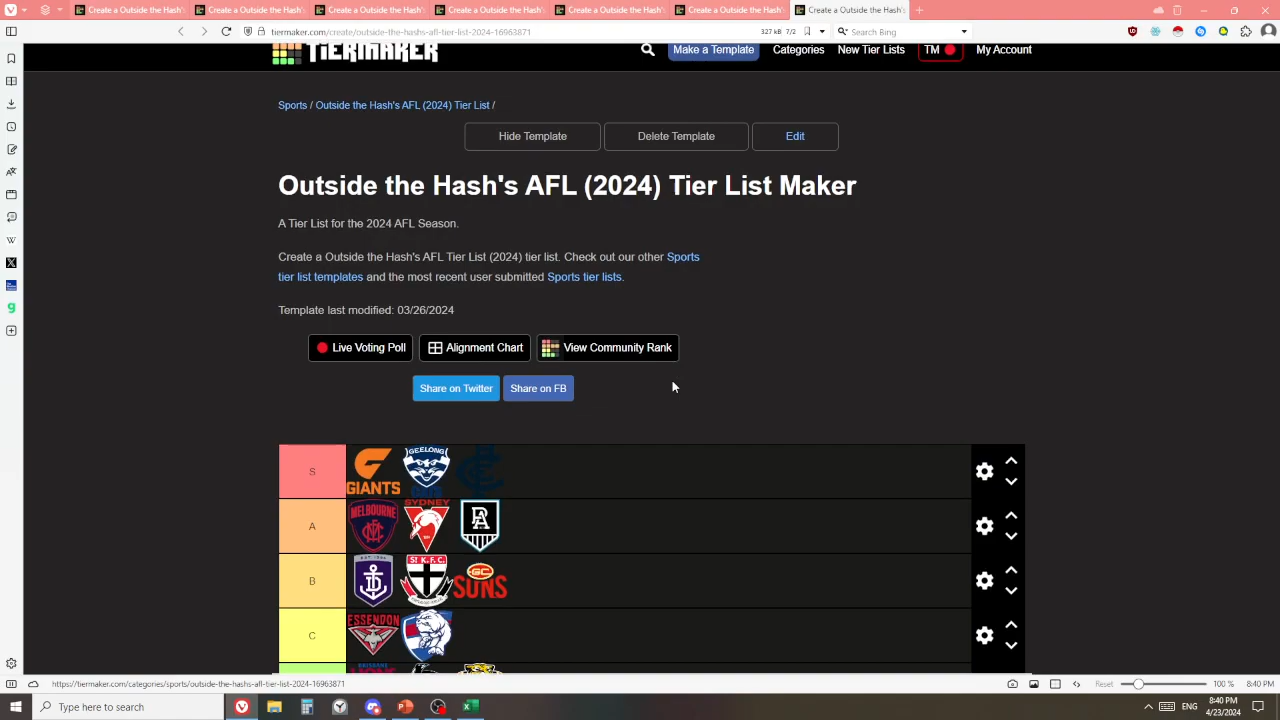 Create a Outside the Hash's
Create a Outside the Hash's
Create a Outside the Hash's
Create a Outside the Hash's
Create a Outside the Hash's
Create a Outside the Hash's
Create a Outside the Hash's
tiermaker.com/create/outside-the-hashs-afl-tier-list-2024-16963871
327 kB 7/2
Search Bing
TIERMAKER
Make a Template
Categories
New Tier Lists
TM
My Account
Sports / Outside the Hash's AFL (2024) Tier List /
Hide Template
Delete Template
Edit
Outside the Hash's AFL (2024) Tier List Maker
A Tier List for the 2024 AFL Season.
Create a Outside the Hash's AFL Tier List (2024) tier list. Check out our other Sports
tier list templates and the most recent user submitted Sports tier lists.
Template last modified: 03/26/2024
Live Voting Poll
Alignment Chart
View Community Rank
Share on Twitter
Share on FB
S
GIANTS
GEELONG
CATS
A
MELBOURNE
SYDNEY
PA
B
ST K.F.C.
GC
SUNS
C
ESSENDON
https://tiermaker.com/categories/sports/outside-the-hashs-afl-tier-list-2024-16963871
Reset
100 %
8:40 PM
Type here to search
8:40 PM
4/23/2024